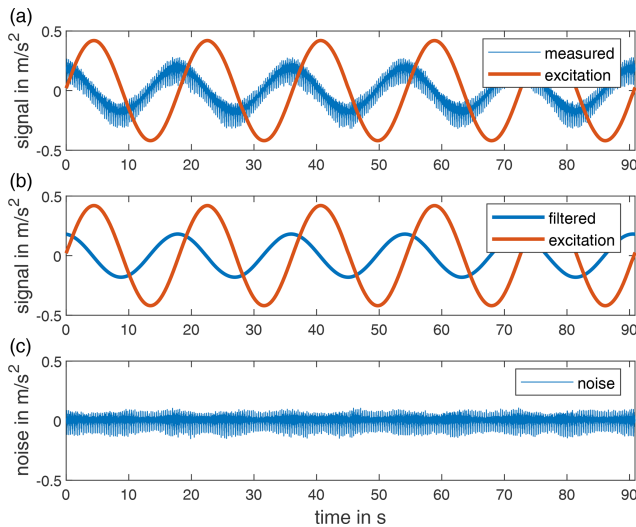 (a)
signal in m/s²
0.5
0
-0.5
measured
excitation
0 10 20 30 40 50 60 70 80 90
(b)
signal in m/s²
0.5
0
-0.5
filtered
excitation
0 10 20 30 40 50 60 70 80 90
(c)
noise in m/s²
0.5
0
-0.5
noise
0 10 20 30 40 50 60 70 80 90
time in s